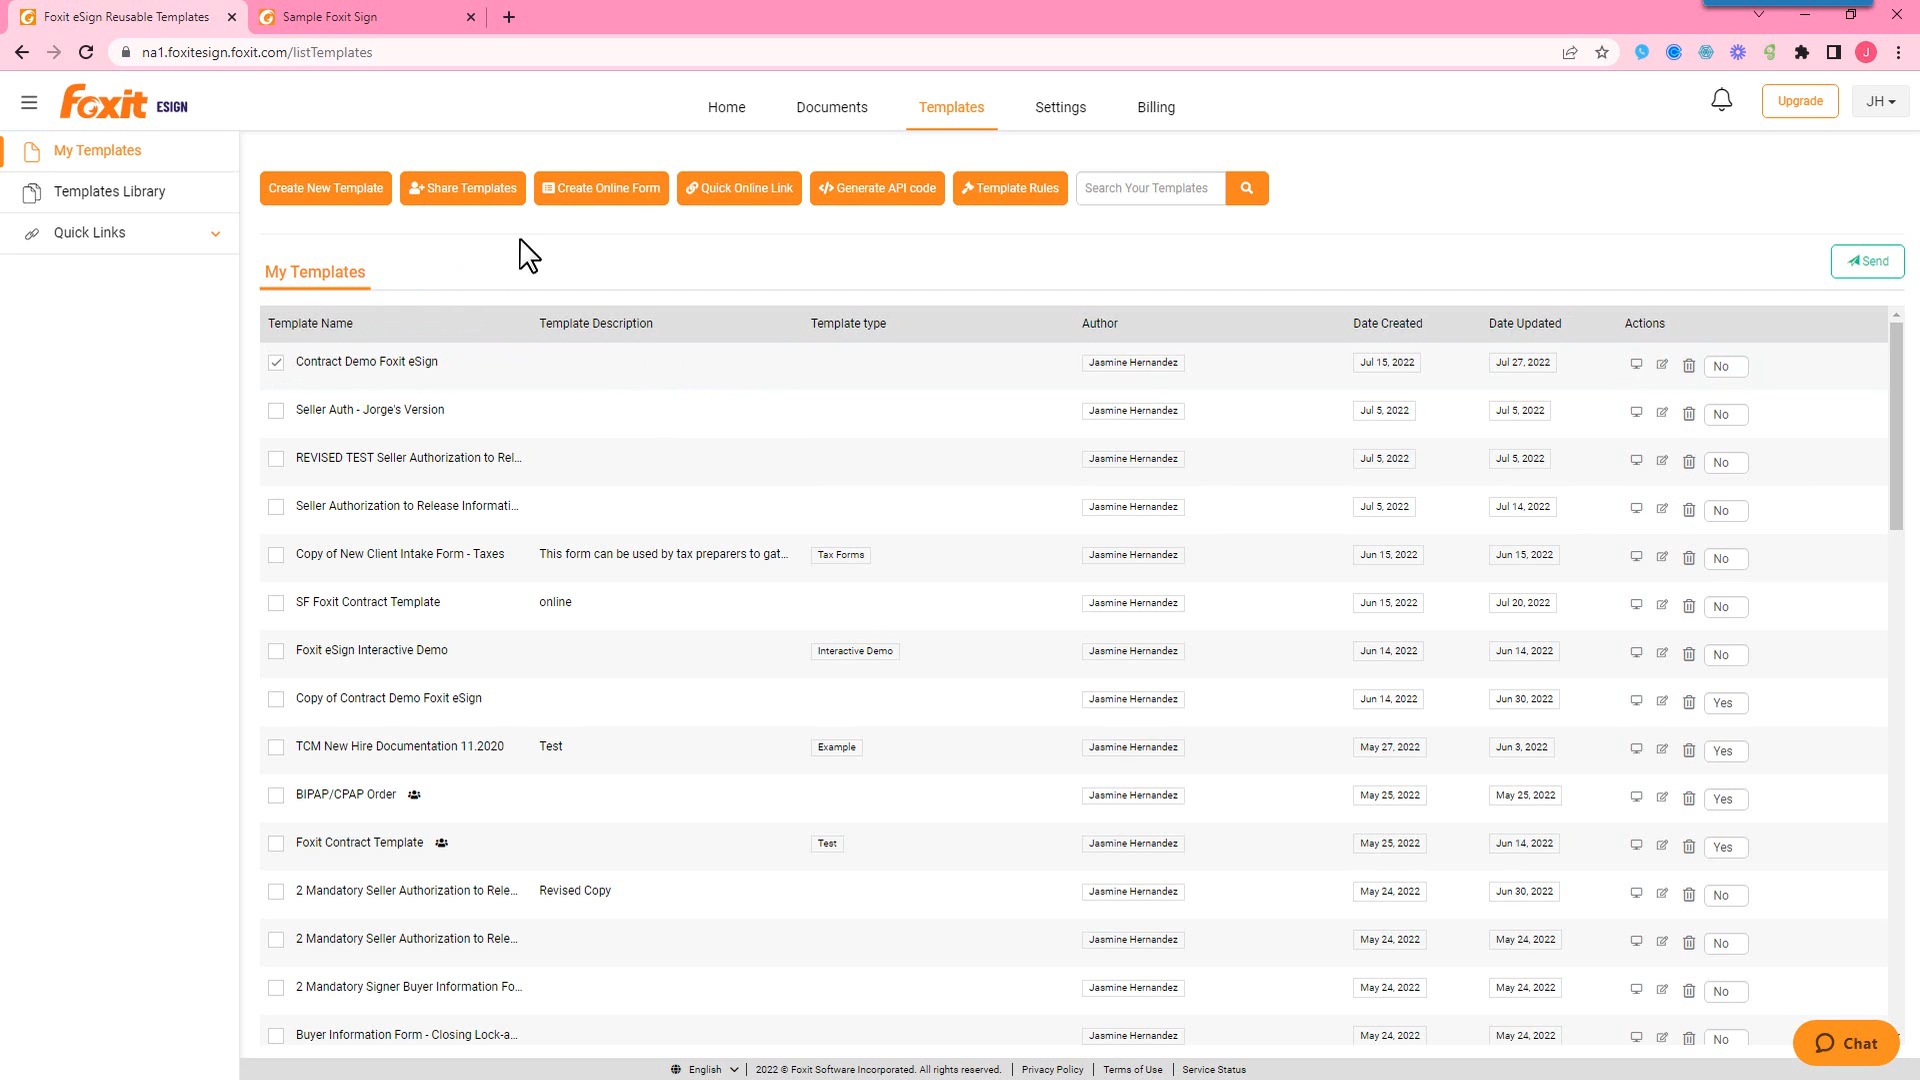 Foxit eSign Reusable Templates
Sample Foxit Sign
na1.foxitesign.foxit.com/listTemplates
J
Foxit ESIGN
Home Documents Templates Settings Billing
Upgrade
JH
My Templates
Templates Library
Quick Links
Create New Template Share Templates Create Online Form Quick Online Link Generate API code Template Rules Search Your Templates
My Templates
Send
Template Name Template Description Template type Author Date Created Date Updated Actions
Contract Demo Foxit eSign Jasmine Hernandez Jul 15, 2022 Jul 27, 2022 No
Seller Auth - Jorge's Version Jasmine Hernandez Jul 5, 2022 Jul 5, 2022 No
REVISED TEST Seller Authorization to Rel... Jasmine Hernandez Jul 5, 2022 Jul 5, 2022 No
Seller Authorization to Release Informati... Jasmine Hernandez Jul 5, 2022 Jul 14, 2022 No
Copy of New Client Intake Form - Taxes This form can be used by tax preparers to gat... Tax Forms Jasmine Hernandez Jun 15, 2022 Jun 15, 2022 No
SF Foxit Contract Template online Jasmine Hernandez Jun 15, 2022 Jul 20, 2022 No
Foxit eSign Interactive Demo Interactive Demo Jasmine Hernandez Jun 14, 2022 Jun 14, 2022 No
Copy of Contract Demo Foxit eSign Jasmine Hernandez Jun 14, 2022 Jun 30, 2022 Yes
TCM New Hire Documentation 11.2020 Test Example Jasmine Hernandez May 27, 2022 Jun 3, 2022 Yes
BIPAP/CPAP Order Jasmine Hernandez May 25, 2022 May 25, 2022 Yes
Foxit Contract Template Test Jasmine Hernandez May 25, 2022 Jun 14, 2022 Yes
2 Mandatory Seller Authorization to Rele... Revised Copy Jasmine Hernandez May 24, 2022 Jun 30, 2022 No
2 Mandatory Seller Authorization to Rele... Jasmine Hernandez May 24, 2022 May 24, 2022 No
2 Mandatory Signer Buyer Information Fo... Jasmine Hernandez May 24, 2022 May 24, 2022 No
Buyer Information Form - Closing Lock-a... Jasmine Hernandez May 24, 2022 May 24, 2022 No
Chat
English 2022 © Foxit Software Incorporated. All rights reserved. Privacy Policy Terms of Use Service Status